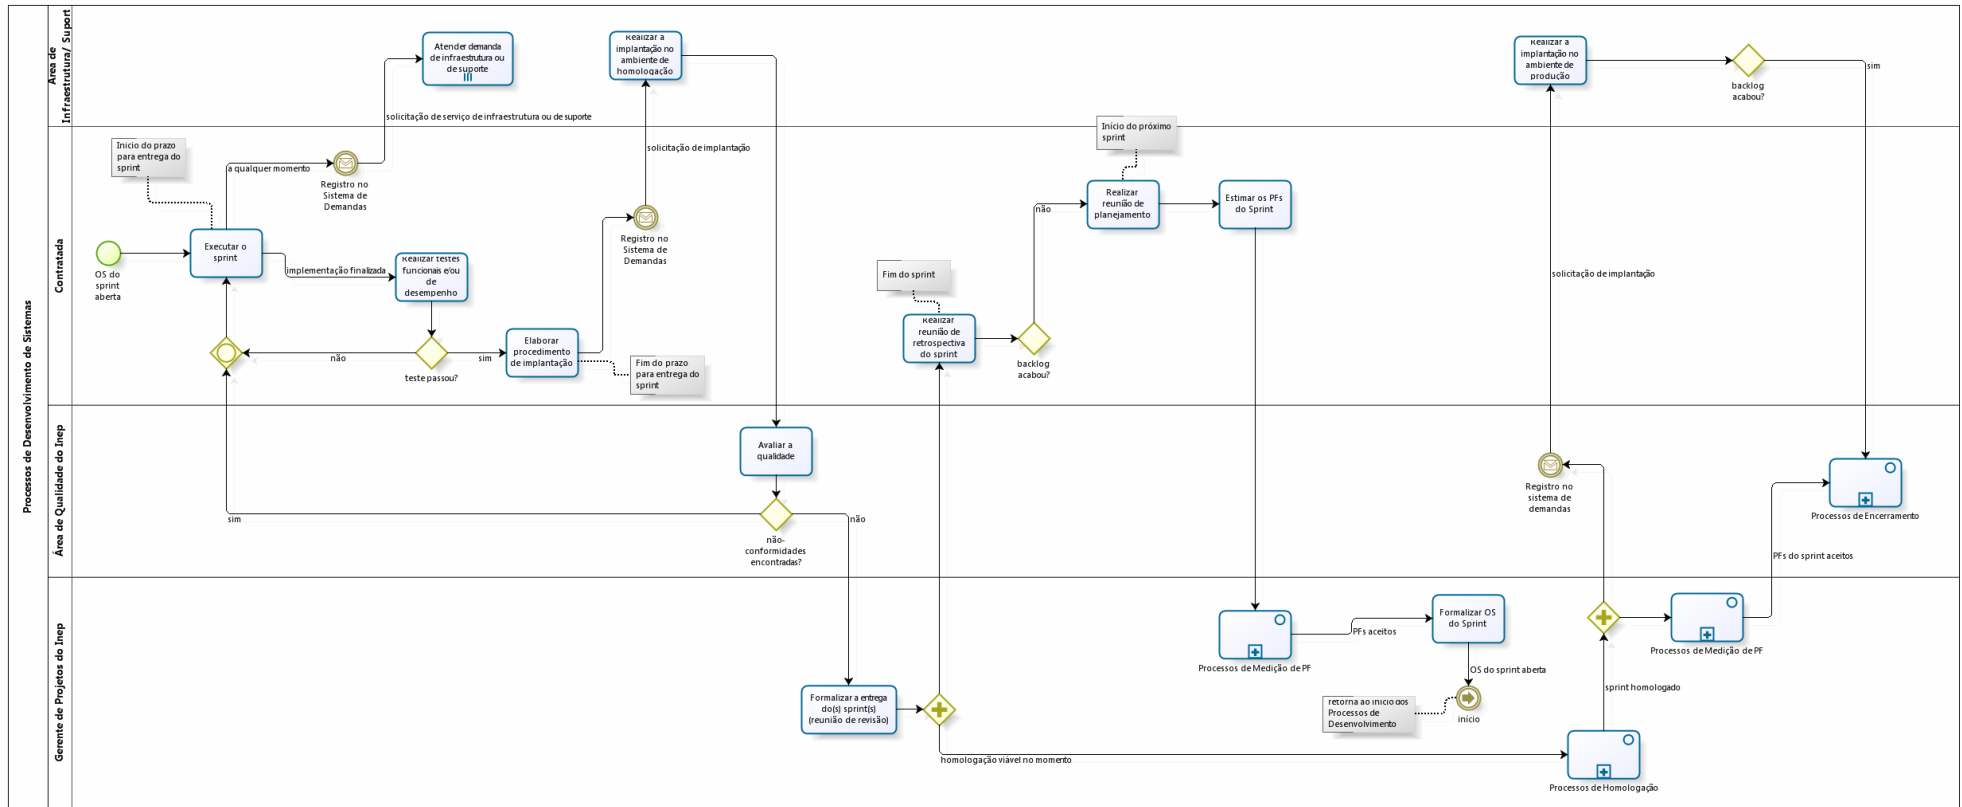 Processos de Desenvolvimento de Sistemas
Área de
Infraestrutura/ Suport
Atender demanda
de infraestrutura ou
de suporte
solicitação de serviço de infraestrutura ou de suporte
Realizar a
implantação no
ambiente de
homologação
solicitação de implantação
Realizar a
implantação no
ambiente de
produção
backlog
acabou?
sim
Contratada
Inicio do prazo
para entrega do
sprint
a qualquer momento
Registro no
Sistema de
Demandas
OS do
sprint
aberta
Executar o
sprint
implementação finalizada
Realizar testes
funcionais e/ou
de
desempenho
não
teste passou?
sim
Elaborar
procedimento
de implantação
Fim do prazo
para entrega do
sprint
Registro no
Sistema de
Demandas
Fim do sprint
Realizar
reunião de
retrospectiva
do sprint
backlog
acabou?
não
Início do próximo
sprint
Realizar
reunião de
planejamento
Estimar os PFs
do Sprint
solicitação de implantação
Área de Qualidade do Inep
Avaliar a
qualidade
sim
não-
conformidades
encontradas?
não
Registro no
sistema de
demandas
Processos de Encerramento
PFs do sprint aceitos
Gerente de Projetos do Inep
Formalizar a entrega
do(s) sprint(s)
(reunião de revisão)
homologação viável no momento
Processos de Medição de PF
PFs aceitos
Formalizar OS
do Sprint
OS do sprint aberta
retorna ao início dos
Processos de
Desenvolvimento
início
Processos de Medição de PF
sprint homologado
Processos de Homologação